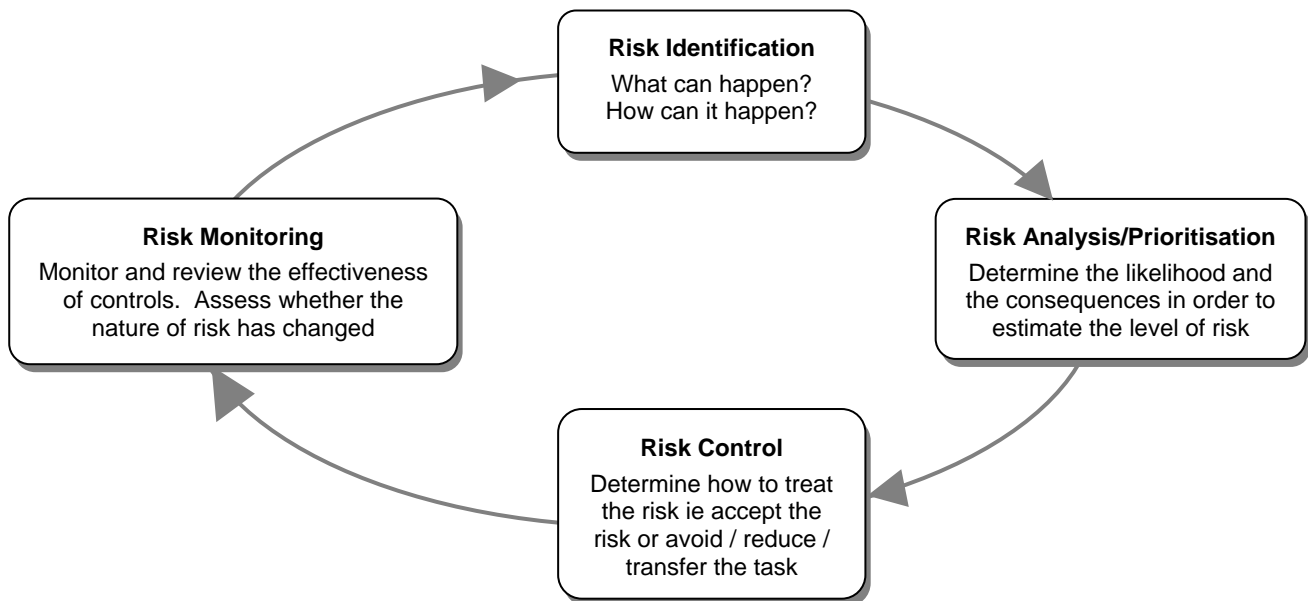 Risk Identification
What can happen?
How can it happen?
Risk Analysis/Prioritisation
Determine the likelihood and
the consequences in order to
estimate the level of risk
Risk Control
Determine how to treat
the risk ie accept the
risk or avoid / reduce /
transfer the task
Risk Monitoring
Monitor and review the effectiveness
of controls.  Assess whether the
nature of risk has changed